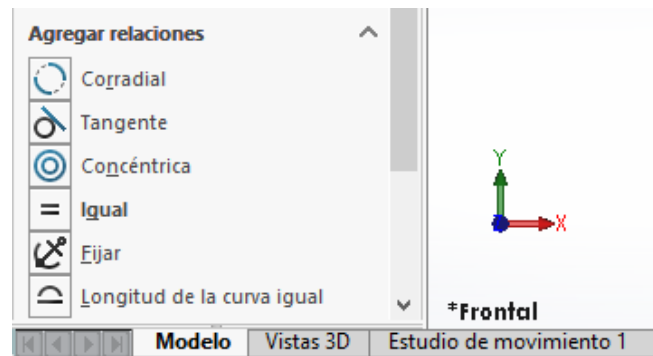 Agregar relaciones
Corradial
Tangente
Concéntrica
Igual
Fijar
Longitud de la curva igual
Y
X
*Frontal
Modelo Vistas 3D Estudio de movimiento 1